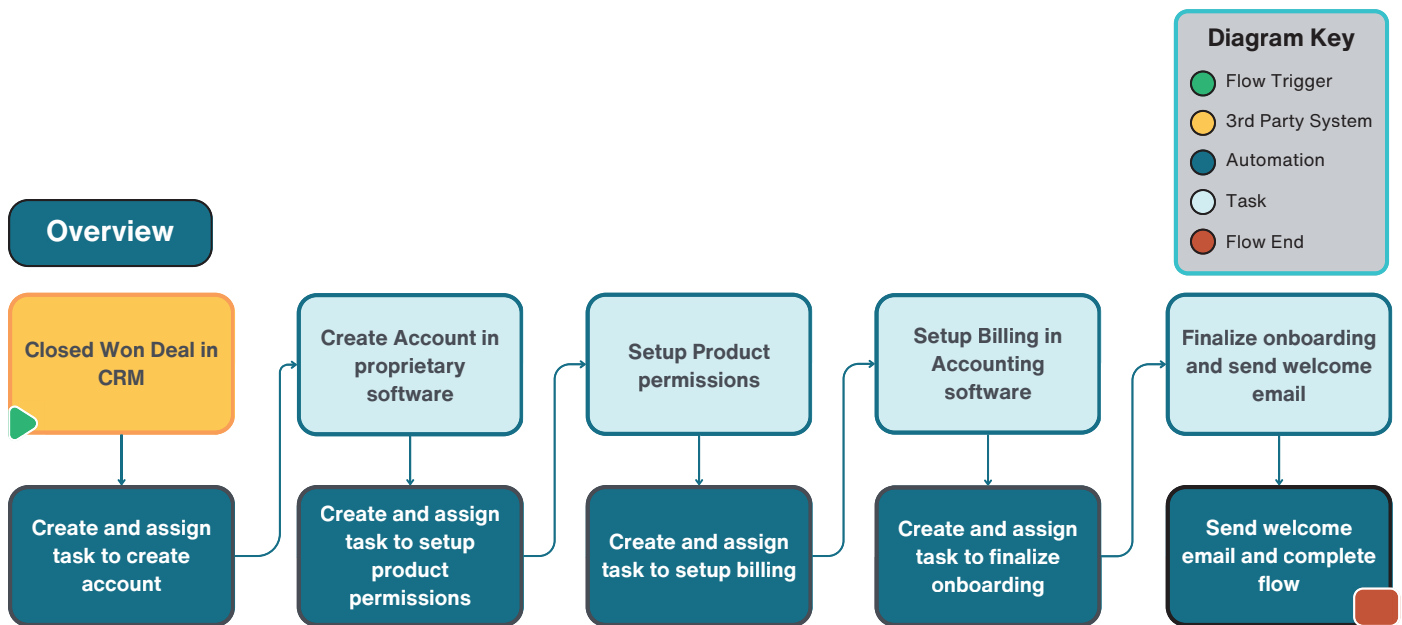 Diagram Key
Flow Trigger
3rd Party System
Automation
Task
Flow End
Overview
Closed Won Deal in
CRM
Create Account in
proprietary
software
Setup Product
permissions
Setup Billing in
Accounting
software
Finalize onboarding
and send welcome
email
Create and assign
task to create
account
Create and assign
task to setup
product
permissions
Create and assign
task to setup billing
Create and assign
task to finalize
onboarding
Send welcome
email and complete
flow